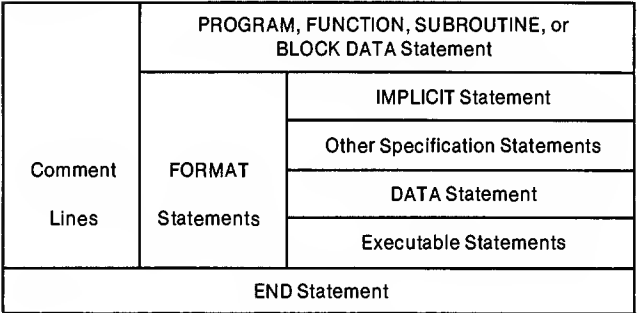 PROGRAM, FUNCTION, SUBROUTINE, or
BLOCK DATA Statement
IMPLICIT Statement
Other Specification Statements
Comment
Lines
FORMAT
Statements
DATA Statement
Executable Statements
END Statement